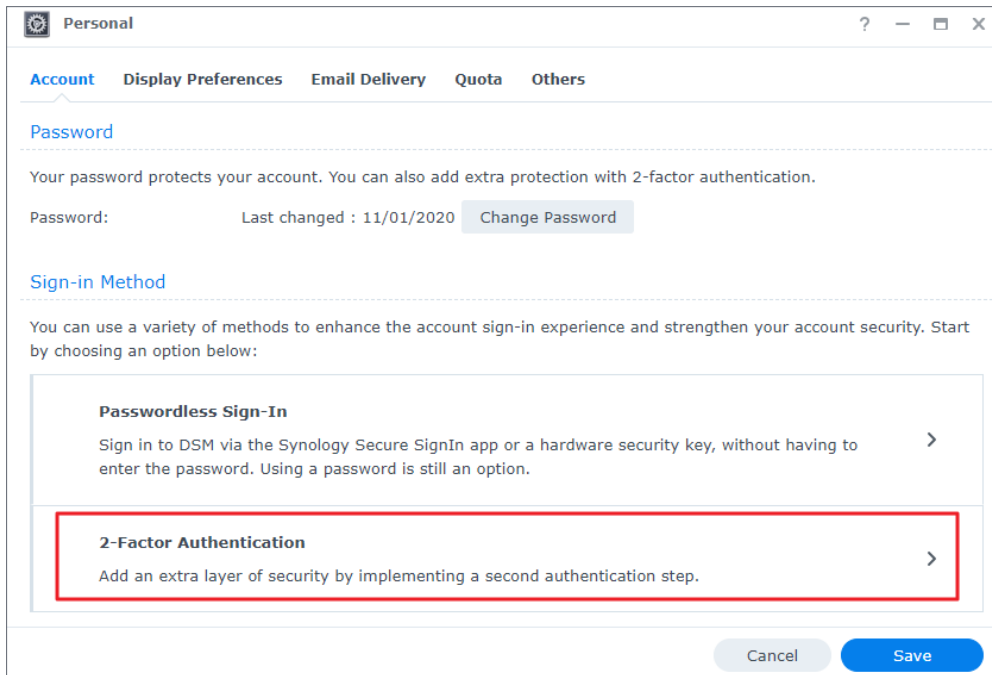 Personal
?
Account Display Preferences Email Delivery Quota Others
Password
Your password protects your account. You can also add extra protection with 2-factor authentication.
Password: Last changed : 11/01/2020 Change Password
Sign-in Method
You can use a variety of methods to enhance the account sign-in experience and strengthen your account security. Start
by choosing an option below:
Passwordless Sign-In
Sign in to DSM via the Synology Secure SignIn app or a hardware security key, without having to
enter the password. Using a password is still an option.
2-Factor Authentication
Add an extra layer of security by implementing a second authentication step.
Cancel Save